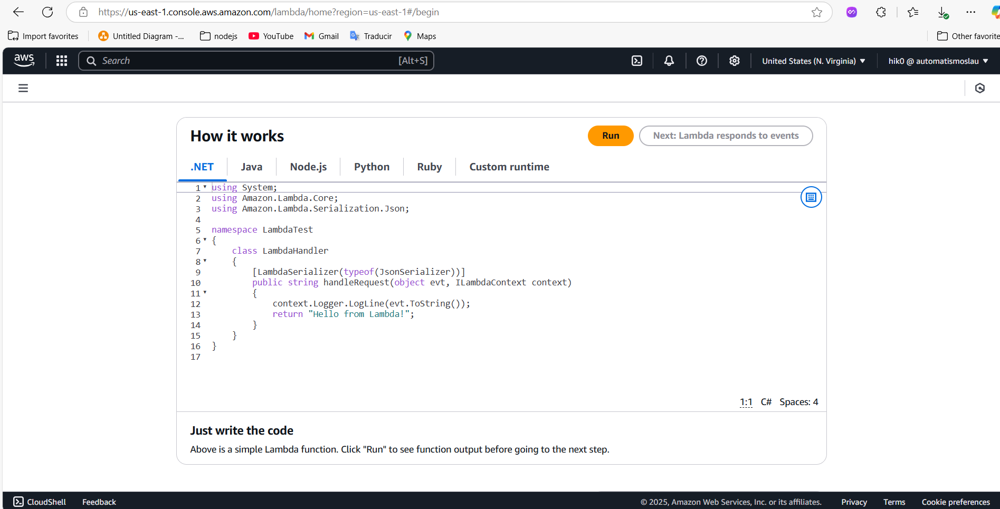 https://us-east-1.console.aws.amazon.com/lambda/home?region=us-east-1#/begin
Import favorites
Untitled Diagram -...
nodejs
YouTube
Gmail
Traducir
Maps
Other favorite
aws
Search
[Alt+S]
United States (N. Virginia)
hik0 @ automatismoslau
How it works
Run
Next: Lambda responds to events
.NET
Java
Node.js
Python
Ruby
Custom runtime
1 using System;
2 using Amazon.Lambda.Core;
3 using Amazon.Lambda.Serialization.Json;
4
5 namespace LambdaTest
6 {
7     class LambdaHandler
8     {
9         [LambdaSerializer(typeof(JsonSerializer))]
10         public string handleRequest(object evt, ILambdaContext context)
11         {
12             context.Logger.LogLine(evt.ToString());
13             return "Hello from Lambda!";
14         }
15     }
16 }
17
1:1 C# Spaces: 4
Just write the code
Above is a simple Lambda function. Click "Run" to see function output before going to the next step.
CloudShell
Feedback
© 2025, Amazon Web Services, Inc. or its affiliates.
Privacy
Terms
Cookie preferences